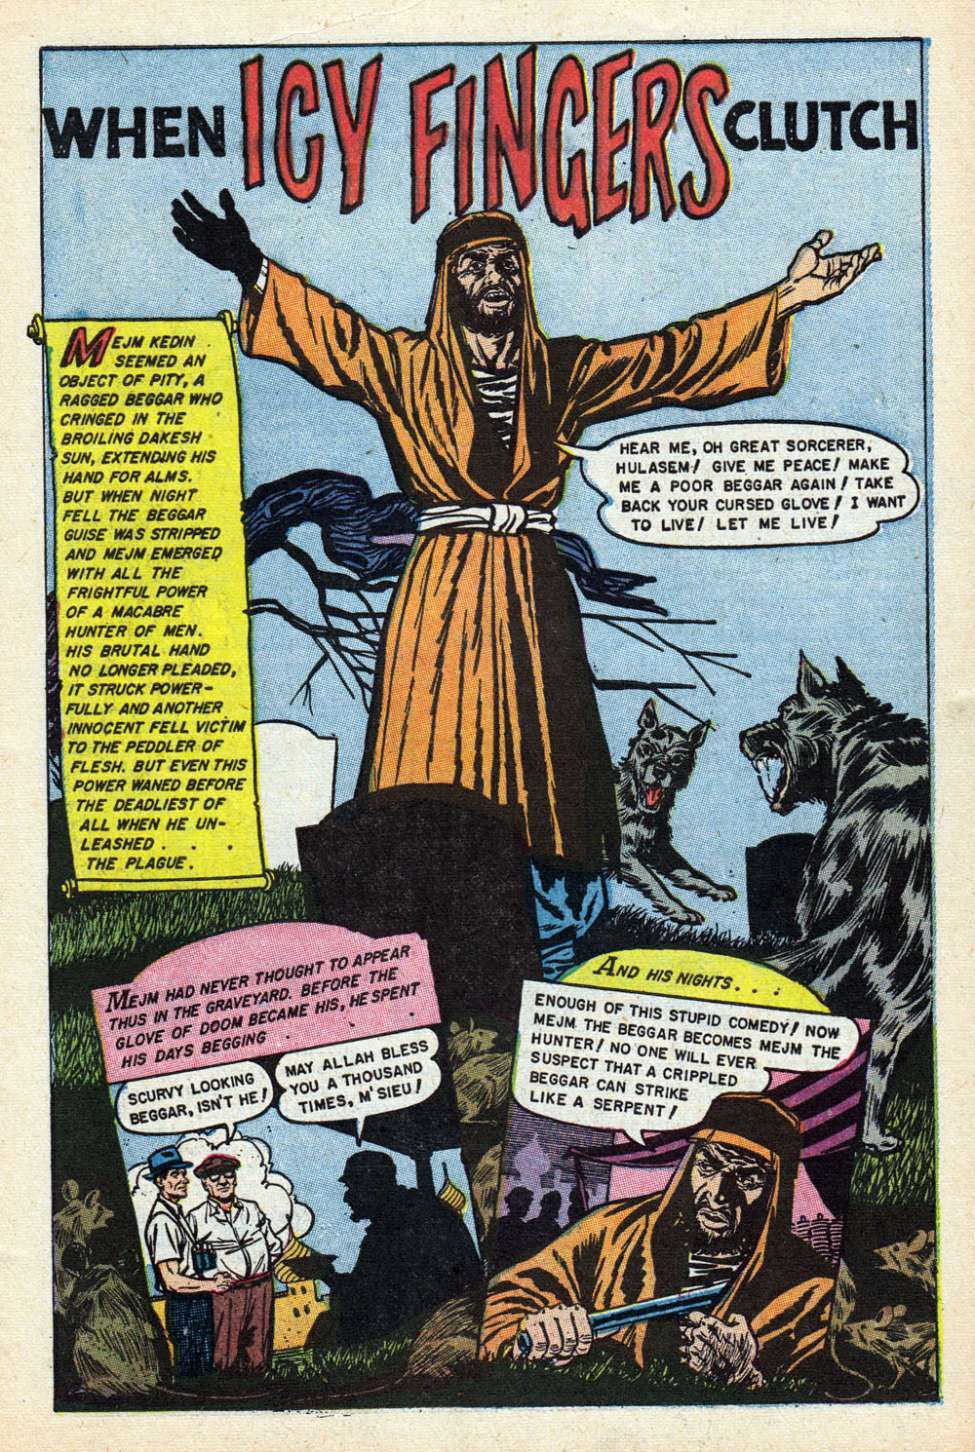 WHEN ICY FINGERS CLUTCH
MEJM KEDIN
SEEMED AN
OBJECT OF PITY, A
RAGGED BEGGAR WHO
CRINGED IN THE
BROILING DAKESH
SUN, EXTENDING HIS
HAND FOR ALMS.
BUT WHEN NIGHT
FELL THE BEGGAR
GUISE WAS STRIPPED
AND MEJM EMERGED
WITH ALL THE
FRIGHTFUL POWER
OF A MACABRE
HUNTER OF MEN.
HIS BRUTAL HAND
NO LONGER PLEADED,
IT STRUCK POWER-
FULLY AND ANOTHER
INNOCENT FELL VICTIM
TO THE PEDDLER OF
FLESH. BUT EVEN THIS
POWER WANED BEFORE
THE DEADLIEST OF
ALL WHEN HE UN-
LEASHED . . .
THE PLAGUE.
HEAR ME, OH GREAT SORCERER,
HULASEM! GIVE ME PEACE! MAKE
ME A POOR BEGGAR AGAIN! TAKE
BACK YOUR CURSED GLOVE! I WANT
TO LIVE! LET ME LIVE!
MEJM HAD NEVER THOUGHT TO APPEAR
THUS IN THE GRAVEYARD. BEFORE THE
GLOVE OF DOOM BECAME HIS, HE SPENT
HIS DAYS BEGGING . . .
SCURVY LOOKING
BEGGAR, ISN'T HE!
MAY ALLAH BLESS
YOU A THOUSAND
TIMES, M'SIEU!
AND HIS NIGHTS. . .
ENOUGH OF THIS STUPID COMEDY! NOW
MEJM THE BEGGAR BECOMES MEJM THE
HUNTER! NO ONE WILL EVER
SUSPECT THAT A CRIPPLED
BEGGAR CAN STRIKE
LIKE A SERPENT!